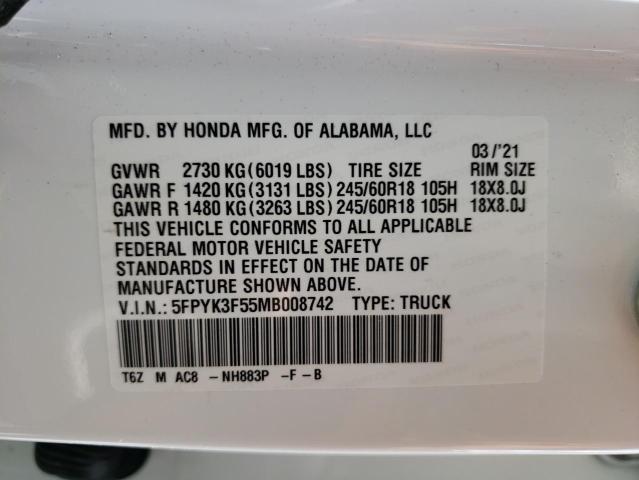 MFD. BY HONDA MFG. OF ALABAMA, LLC
03/'21
GVWR 2730 KG (6019 LBS) TIRE SIZE RIM SIZE
GAWR F 1420 KG (3131 LBS) 245/60R18 105H 18X8.0J
GAWR R 1480 KG (3263 LBS) 245/60R18 105H 18X8.0J
THIS VEHICLE CONFORMS TO ALL APPLICABLE
FEDERAL MOTOR VEHICLE SAFETY
STANDARDS IN EFFECT ON THE DATE OF
MANUFACTURE SHOWN ABOVE.
V.I.N.: 5FPYK3F55MB008742 TYPE: TRUCK
T6Z M AC8 -NH883P -F-B